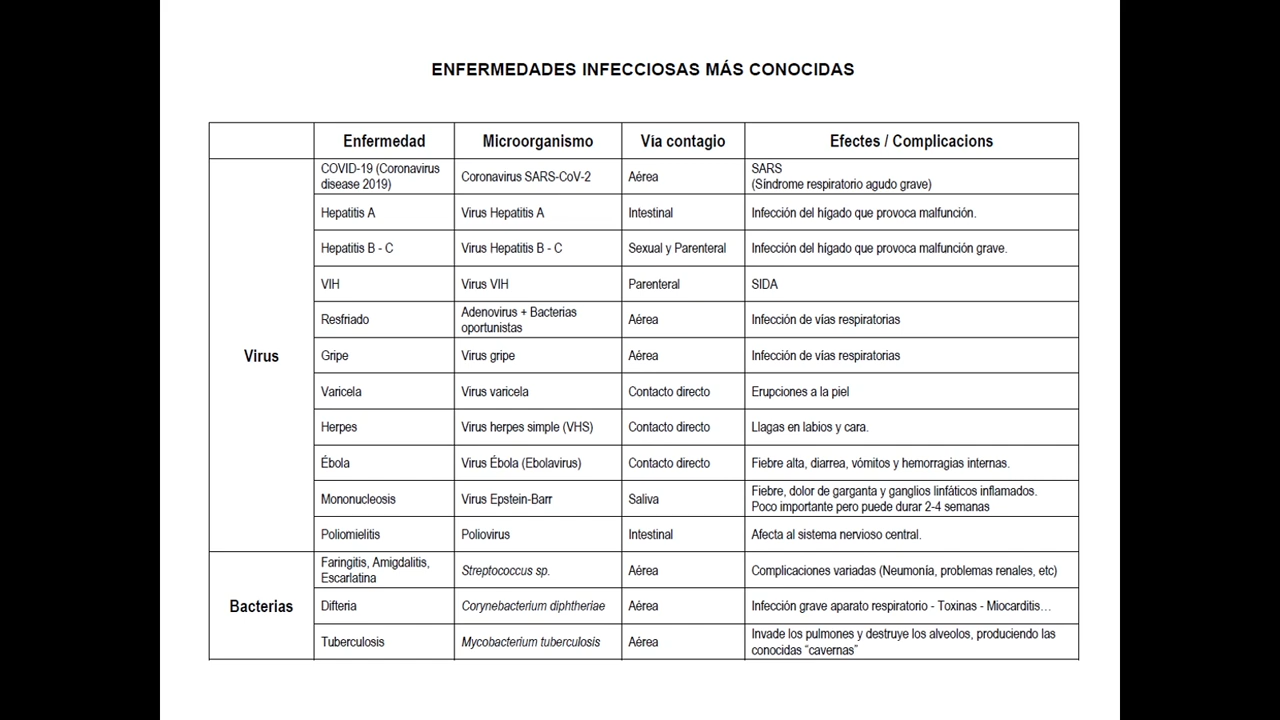 ENFERMEDADES INFECCIOSAS MÁS CONOCIDAS
Enfermedad Microorganismo Vía contagio Efectes / Complicacions
Virus
COVID-19 (Coronavirus
disease 2019)
Coronavirus SARS-CoV-2
Aérea
SARS
(Síndrome respiratorio agudo grave)
Hepatitis A Virus Hepatitis A Intestinal Infección del hígado que provoca malfunción.
Hepatitis B - C Virus Hepatitis B - C Sexual y Parenteral Infección del hígado que provoca malfunción grave.
VIH Virus VIH Parenteral SIDA
Resfriado
Adenovirus + Bacterias
oportunistas
Aérea
Infección de vías respiratorias
Gripe Virus gripe Aérea Infección de vías respiratorias
Varicela Virus varicela Contacto directo Erupciones a la piel
Herpes Virus herpes simple (VHS) Contacto directo Llagas en labios y cara.
Ébola Virus Ébola (Ebolavirus) Contacto directo Fiebre alta, diarrea, vómitos y hemorragias internas.
Mononucleosis
Virus Epstein-Barr
Saliva
Fiebre, dolor de garganta y ganglios linfáticos inflamados.
Poco importante pero puede durar 2-4 semanas
Poliomielitis Poliovirus Intestinal Afecta al sistema nervioso central.
Bacterias
Faringitis, Amigdalitis,
Escarlatina
Streptococcus sp.
Aérea
Complicaciones variadas (Neumonía, problemas renales, etc)
Difteria Corynebacterium diphtheriae Aérea Infección grave aparato respiratorio - Toxinas - Miocarditis…
Tuberculosis
Mycobacterium tuberculosis
Aérea
Invade los pulmones y destruye los alveolos, produciendo las
conocidas “cavernas”